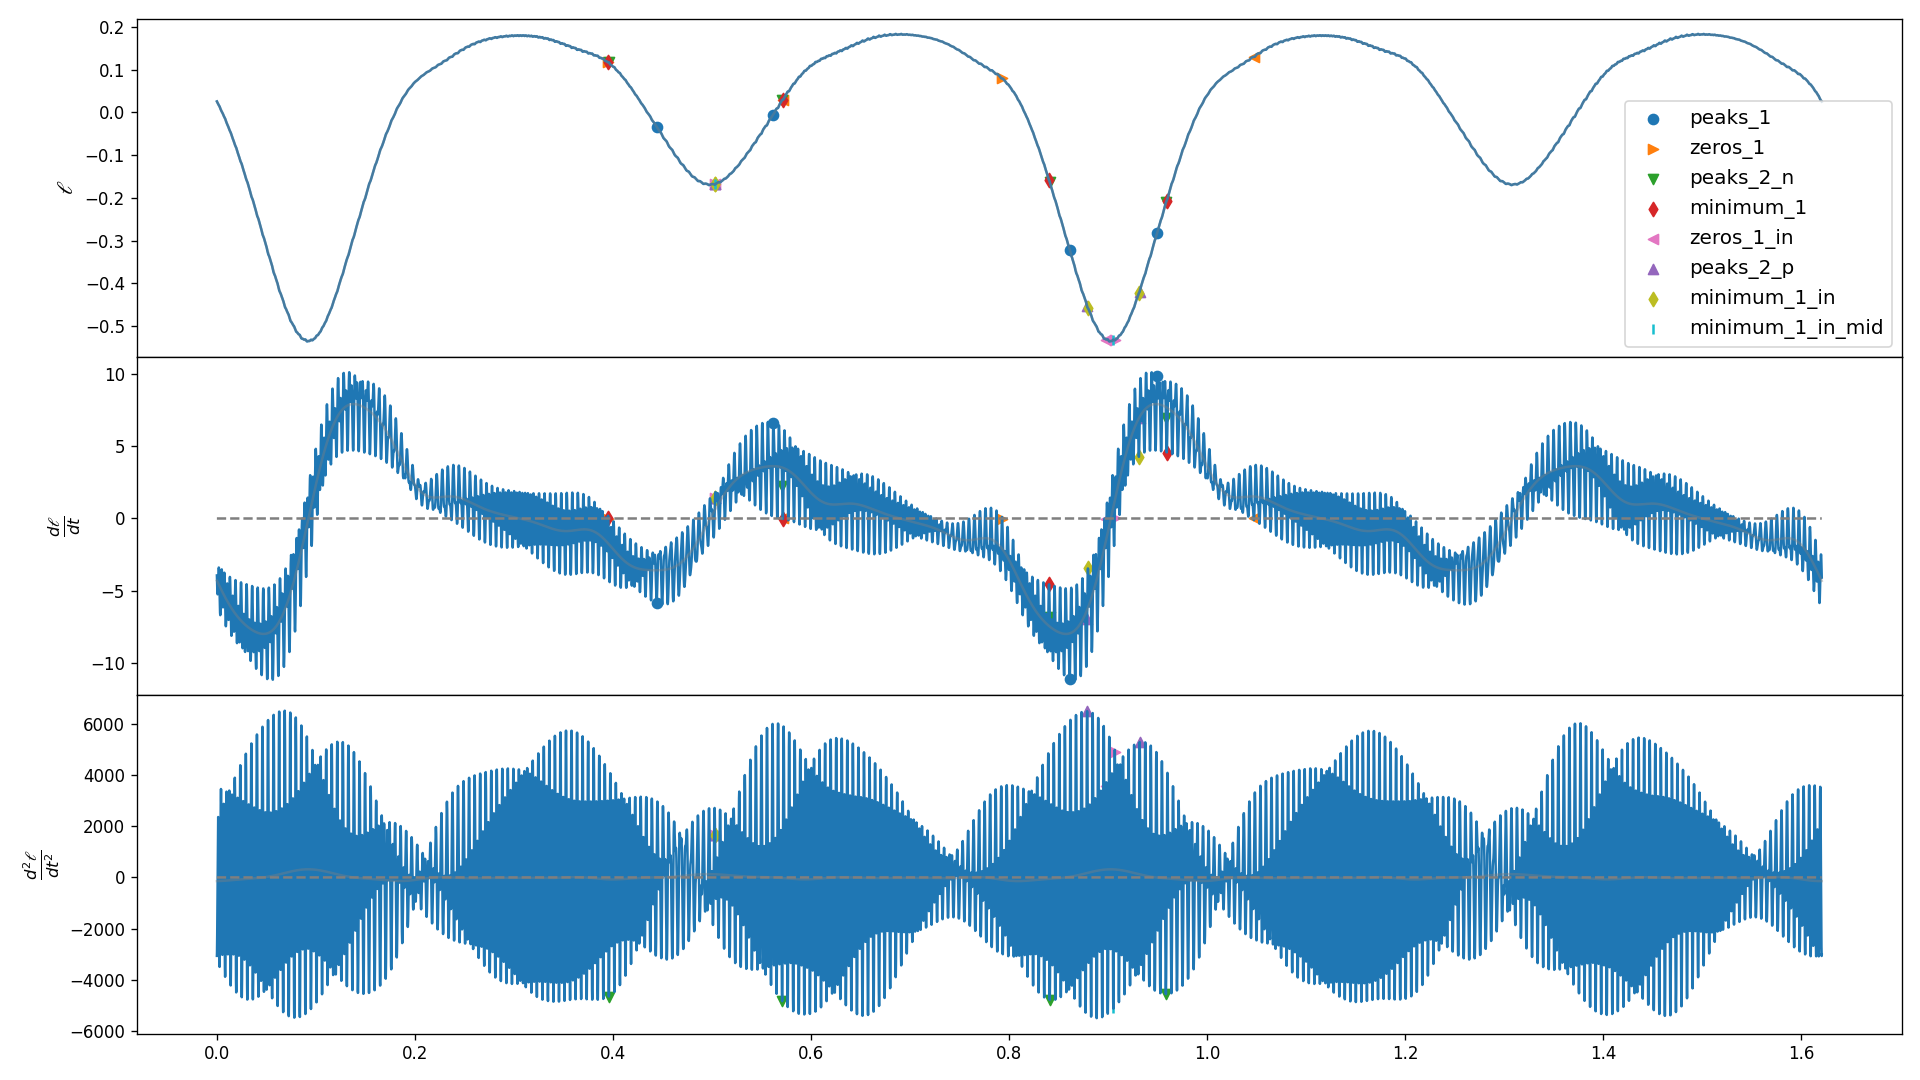 0.2
0.1
0.0
−0.1
−0.2
−0.3
−0.4
−0.5
ℓ
peaks_1
zeros_1
peaks_2_n
minimum_1
zeros_1_in
peaks_2_p
minimum_1_in
minimum_1_in_mid
10
5
0
−5
−10
dℓ
dt
6000
4000
2000
0
−2000
−4000
−6000
d²ℓ
dt²
0.0 0.2 0.4 0.6 0.8 1.0 1.2 1.4 1.6